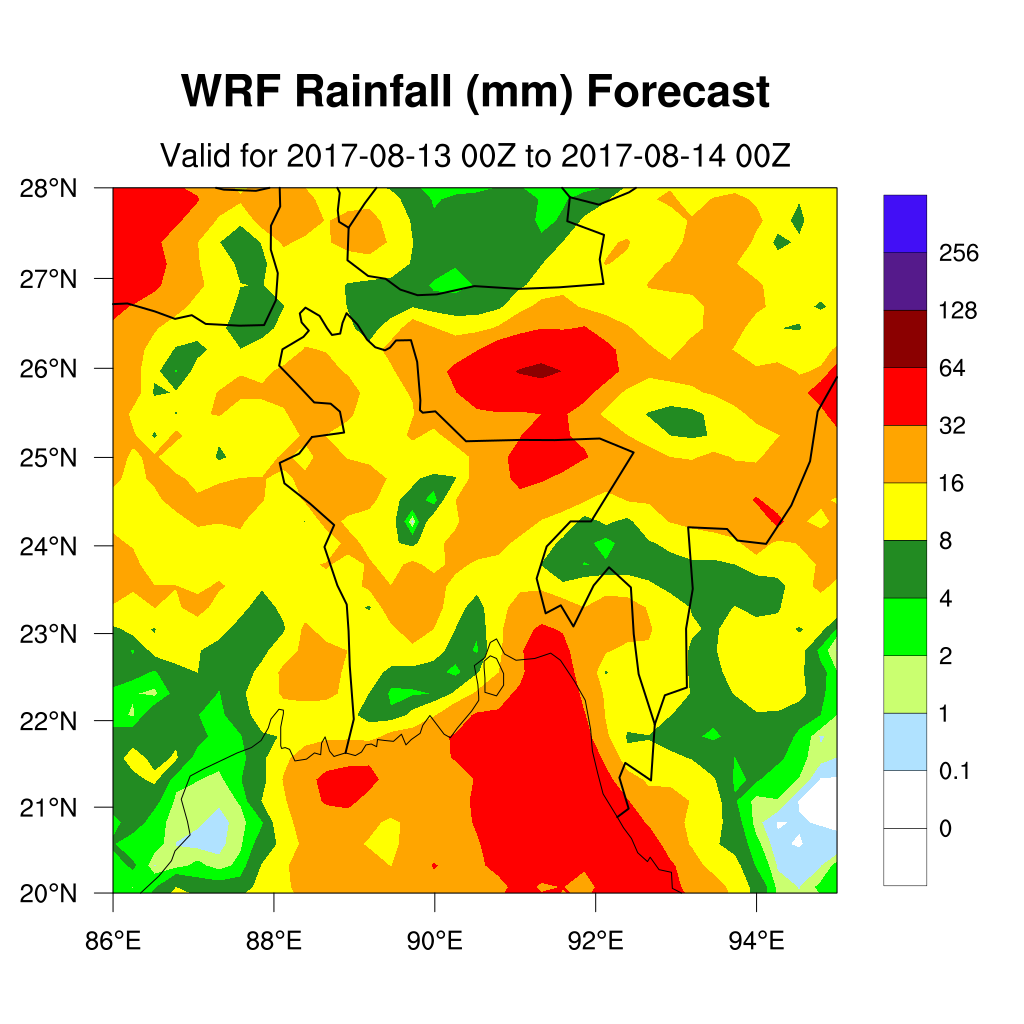 WRF Rainfall (mm) Forecast
Valid for 2017-08-13 00Z to 2017-08-14 00Z
28°N
27°N
26°N
25°N
24°N
23°N
22°N
21°N
20°N
86°E 88°E 90°E 92°E 94°E
256
128
64
32
16
8
4
2
1
0.1
0